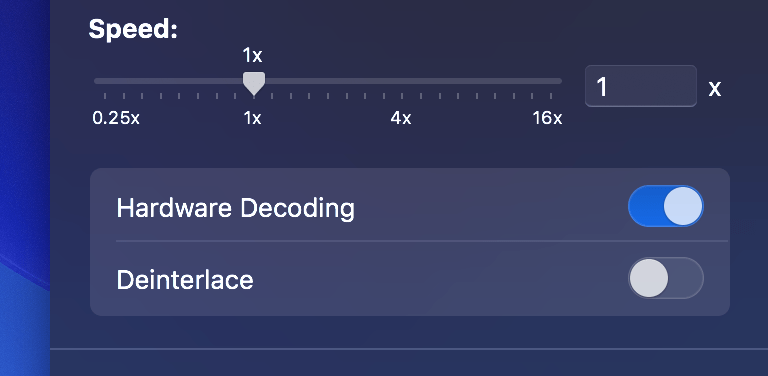 Speed:
1x
1 x
0.25x 1x 4x 16x
Hardware Decoding
Deinterlace